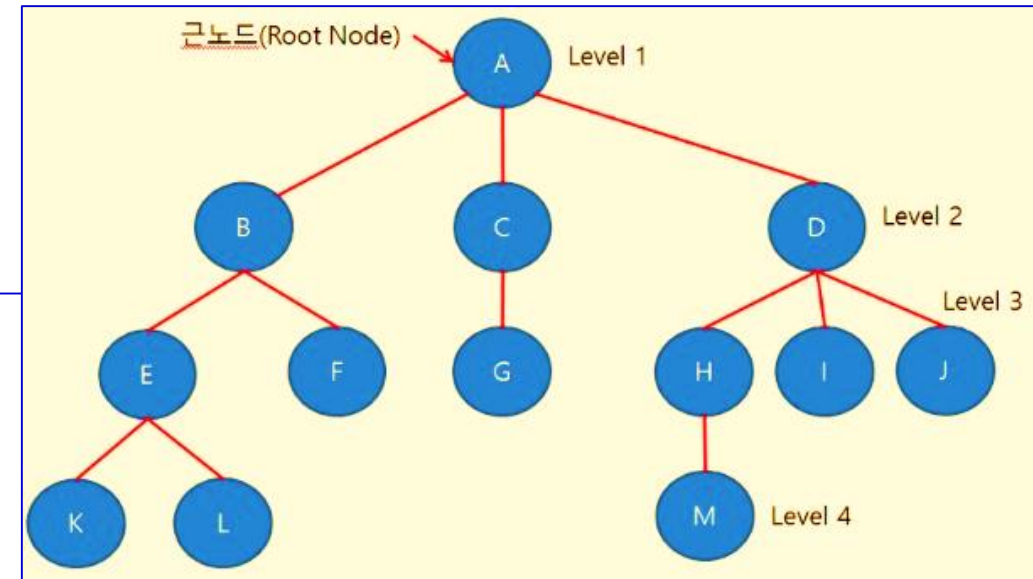 근노드(Root Node)
A Level 1
B C D Level 2
Level 3
E F G H I J
K L M Level 4